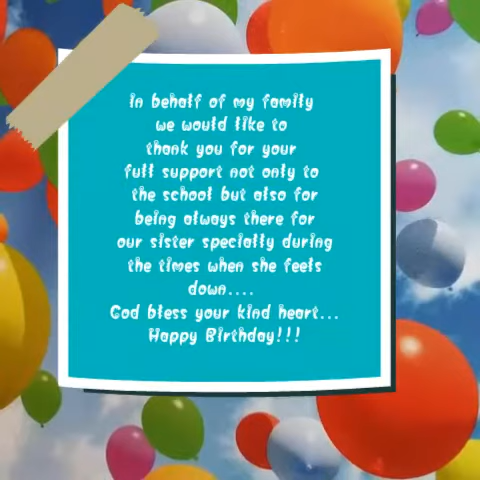 In behalf of my family
we would like to
thank you for your
full support not only to
the school but also for
being always there for
our sister specially during
the times when she feels
down....
God bless your kind heart...
Happy Birthday!!!